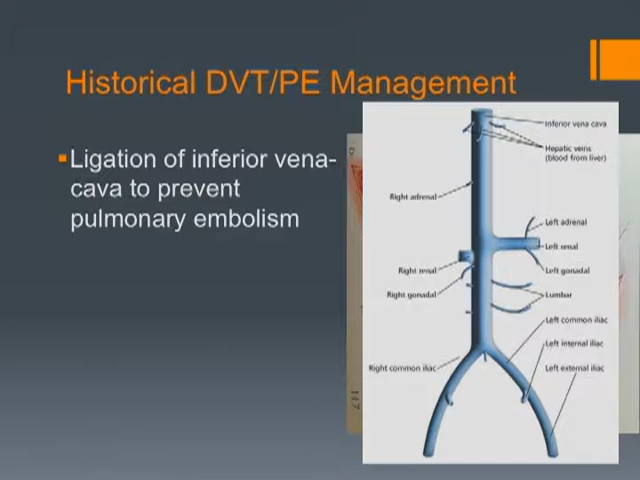 Historical DVT/PE Management
▪Ligation of inferior vena-
cava to prevent
pulmonary embolism
Inferior vena cava
Hepatic veins
(blood from liver)
Right adrenal
Left adrenal
Left renal
Right renal
Left gonadal
Right gonadal
Lumbar
Left common iliac
Left internal iliac
Right common iliac
Left external iliac